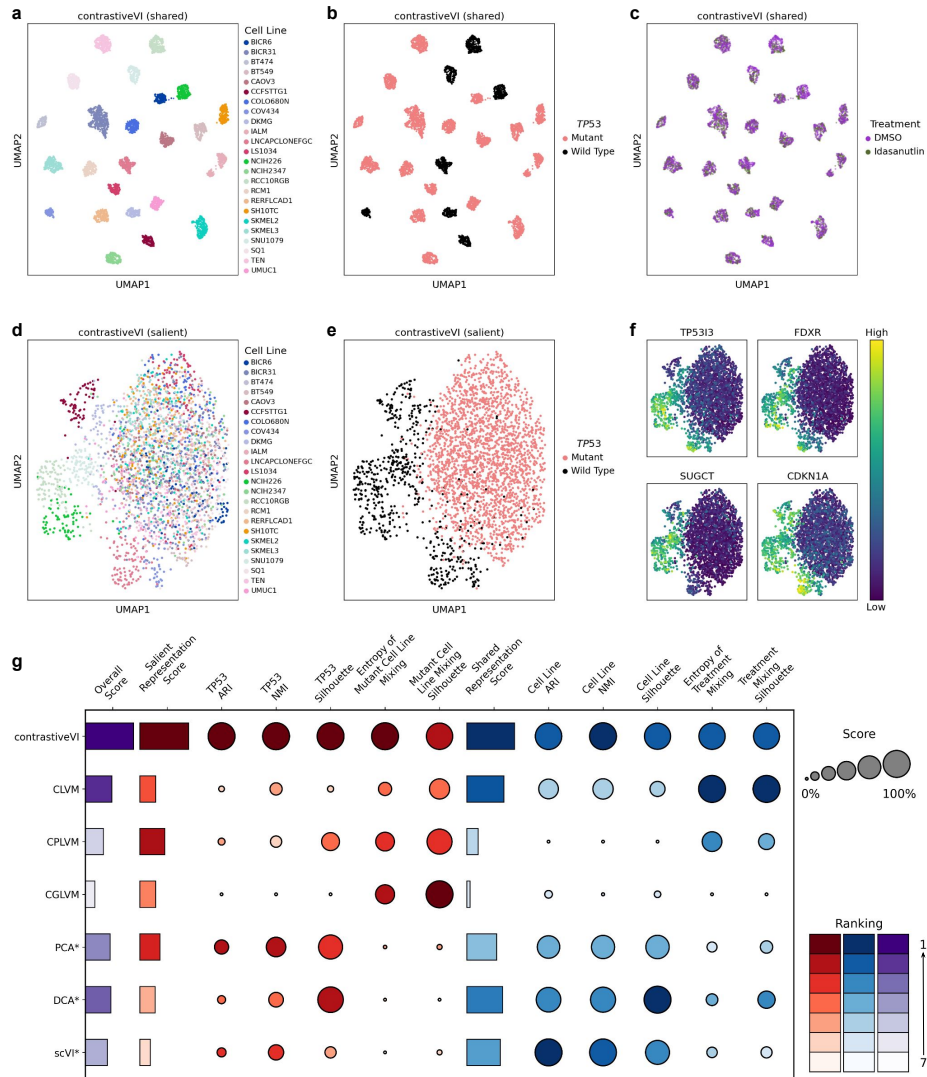 a
contrastiveVI (shared)
UMAP2
UMAP1
Cell Line
BICR6
BICR31
BT474
BT549
CAOV3
CCFSTTG1
COLO680N
COV434
DKMG
IALM
LNCAPCLONEFGC
LS1034
NCIH226
NCIH2347
RCC10RGB
RCM1
RERFLCAD1
SH10TC
SKMEL2
SKMEL3
SNU1079
SQ1
TEN
UMUC1
b
contrastiveVI (shared)
UMAP2
UMAP1
TP53
Mutant
Wild Type
c
contrastiveVI (shared)
UMAP2
UMAP1
Treatment
DMSO
Idasanutlin
d
contrastiveVI (salient)
UMAP2
UMAP1
Cell Line
BICR6
BICR31
BT474
BT549
CAOV3
CCFSTTG1
COLO680N
COV434
DKMG
IALM
LNCAPCLONEFGC
LS1034
NCIH226
NCIH2347
RCC10RGB
RCM1
RERFLCAD1
SH10TC
SKMEL2
SKMEL3
SNU1079
SQ1
TEN
UMUC1
e
contrastiveVI (salient)
UMAP2
UMAP1
TP53
Mutant
Wild Type
f
TP53I3
FDXR
SUGCT
CDKN1A
High
Low
g
Overall
Score
Salient
Representation
Score
TP53
ARI
TP53
NMI
TP53
Silhouette
Entropy of
Mutant Cell Line
Mixing
Mutant Cell
Line Mixing
Silhouette
Shared
Representation
Score
Cell Line
ARI
Cell Line
NMI
Cell Line
Silhouette
Entropy of
Treatment
Mixing
Treatment
Mixing
Silhouette
contrastiveVI
CLVM
CPLVM
CGLVM
PCA*
DCA*
scVI*
Score
0%
100%
Ranking
1
7